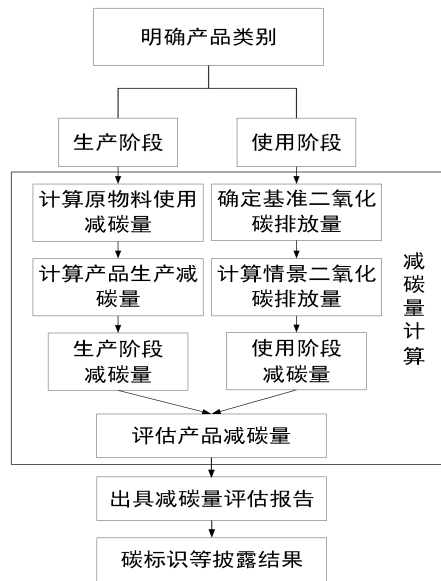 明确产品类别
生产阶段
使用阶段
计算原物料使用
减碳量
确定基准二氧化
碳排放量
计算产品生产减
碳量
计算情景二氧化
碳排放量
生产阶段
减碳量
使用阶段
减碳量
减碳量计算
评估产品减碳量
出具减碳量评估报告
碳标识等披露结果